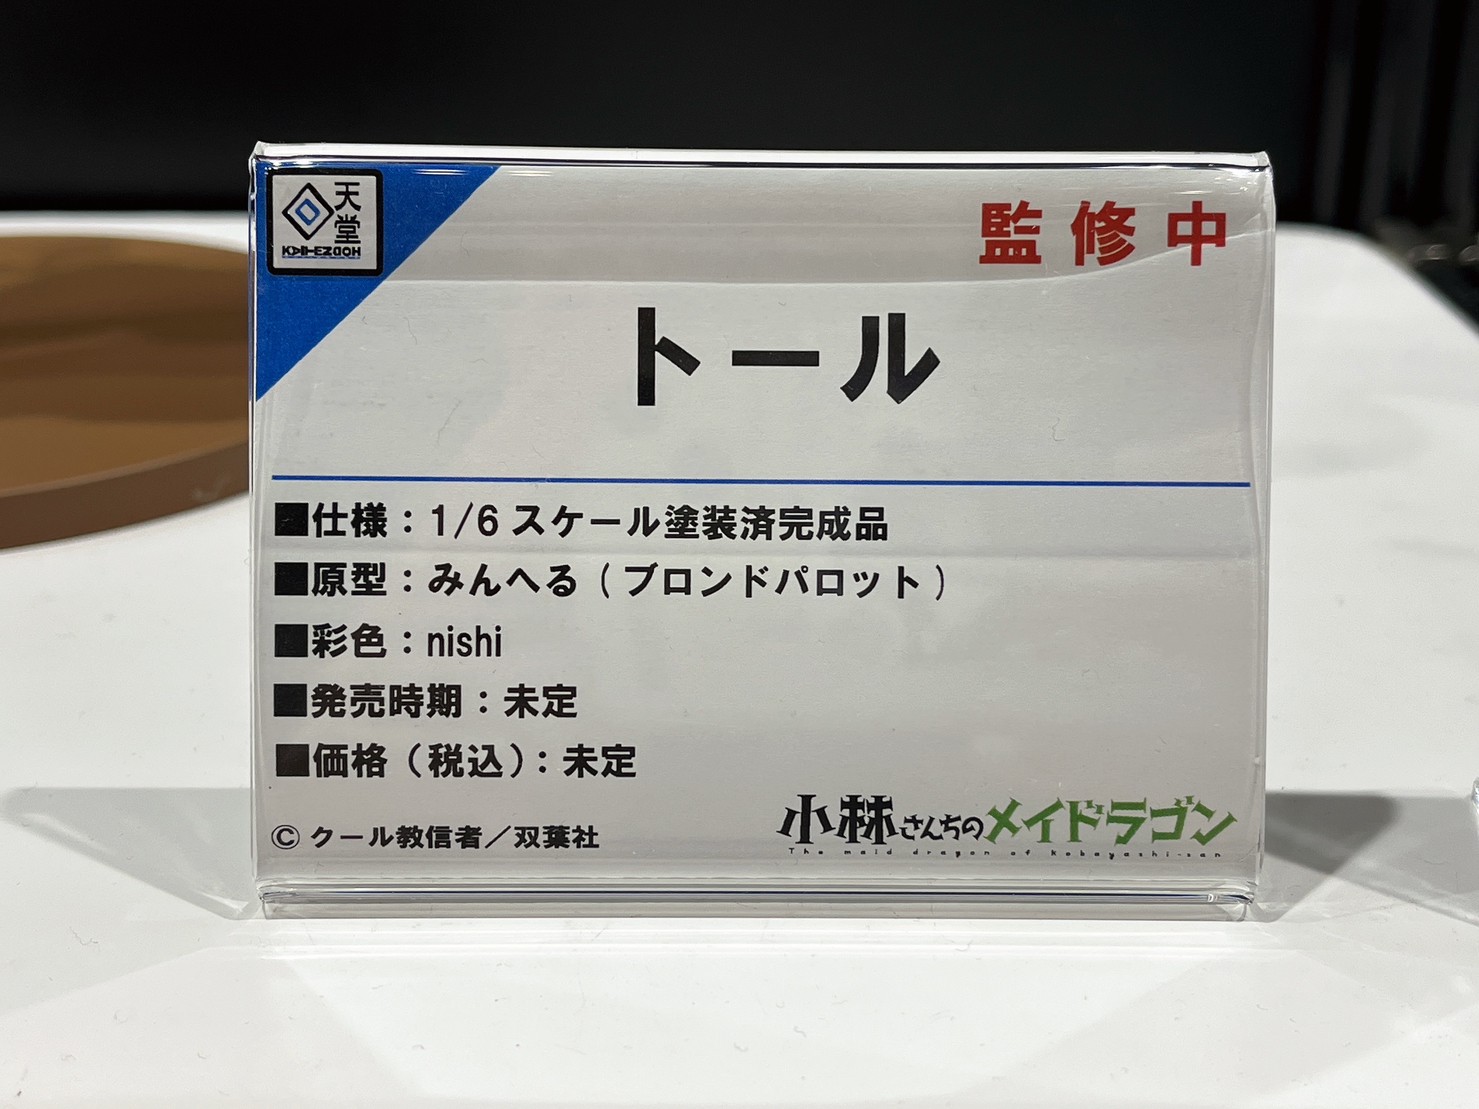 天堂
監修中
トール
■仕様：1/6スケール塗装済完成品
■原型：みんへる(ブロンドパロット)
■彩色：nishi
■発売時期：未定
■価格（税込）：未定
© クール教信者／双葉社
小林さんちのメイドラゴン
The maid dragon of kobayashi-san